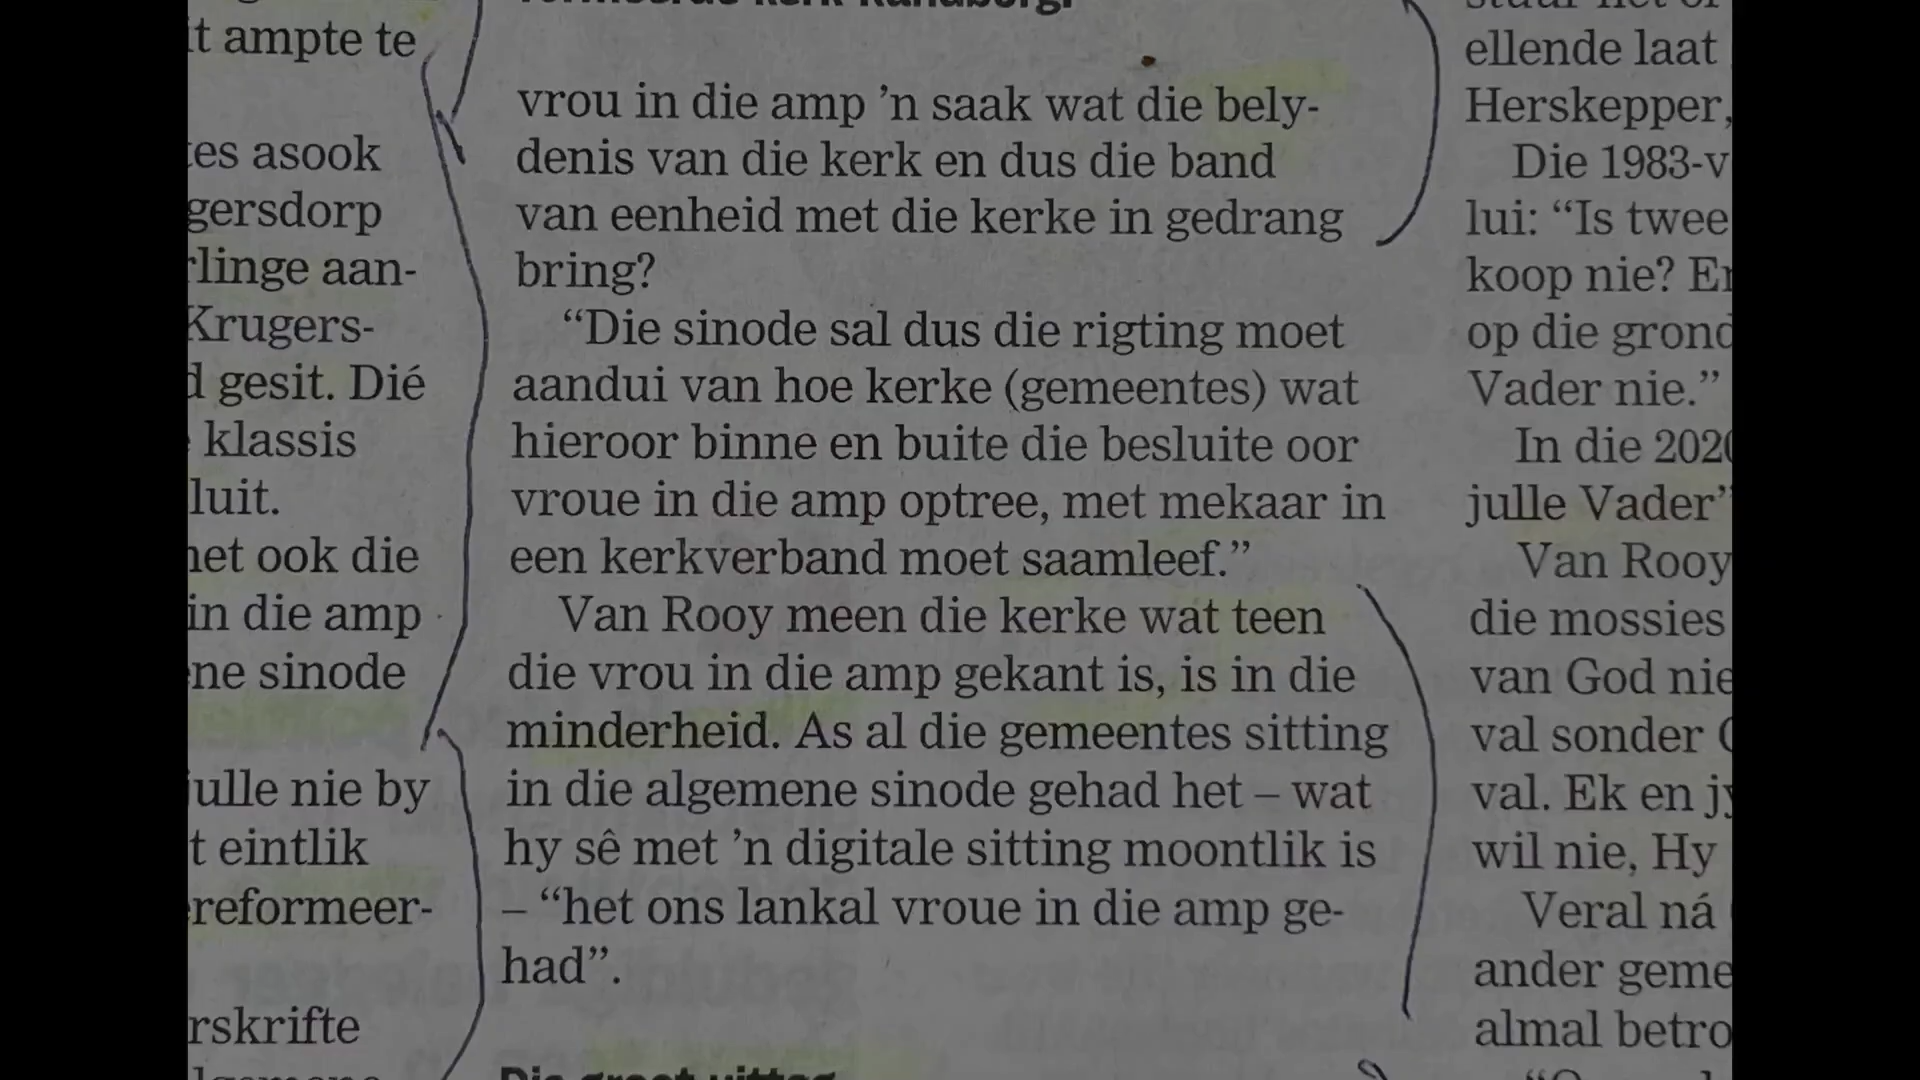 t ampte te
es asook
gersdorp
linge aan-
Krugers-
gesit. Dié
klassis
luit.
ook die
in die amp
ne sinode
ulle nie by
t eintlik
reformeer-
rskrifte
vrou in die amp ’n saak wat die bely-
denis van die kerk en dus die band
van eenheid met die kerke in gedrang
bring?
“Die sinode sal dus die rigting moet
aandui van hoe kerke (gemeentes) wat
hieroor binne en buite die besluite oor
vroue in die amp optree, met mekaar in
een kerkverband moet saamleef.”
Van Rooy meen die kerke wat teen
die vrou in die amp gekant is, is in die
minderheid. As al die gemeentes sitting
in die algemene sinode gehad het – wat
hy sê met ’n digitale sitting moontlik is
– “het ons lankal vroue in die amp ge-
had”.
Die groot uittog
ellende laat
Herskepper,
Die 1983-v
lui: “Is twee
koop nie?
op die grond
Vader nie.”
In die 2020
julle Vader”
Van Rooy
die mossies
van God nie
val sonder
val. Ek en jy
wil nie, Hy
Veral ná
ander geme
almal betro